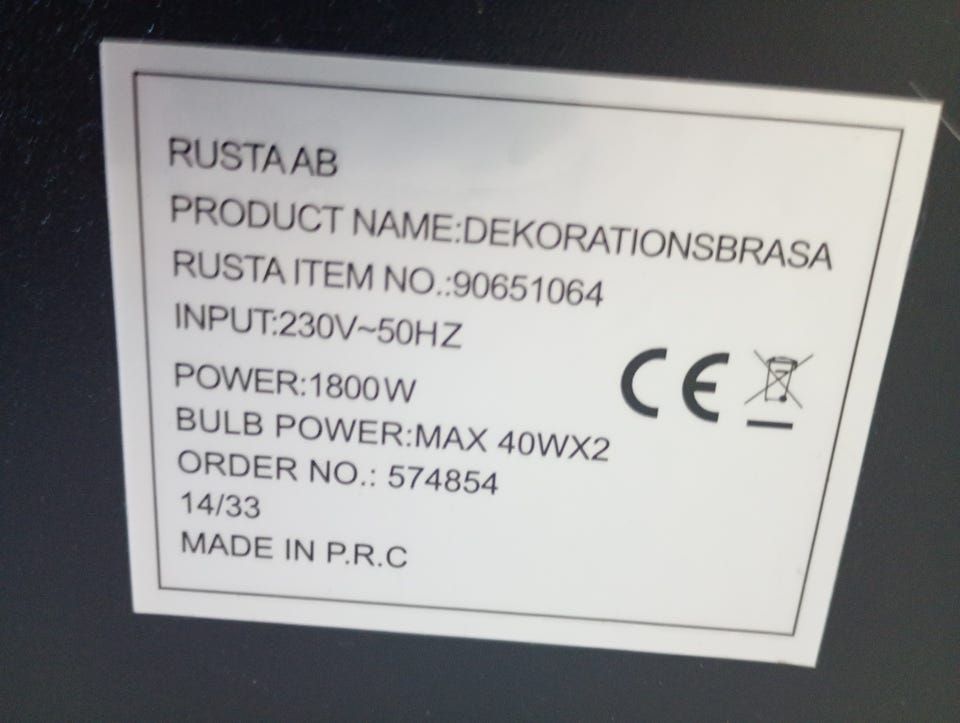 RUSTA AB
PRODUCT NAME:DEKORATIONSBRASA
RUSTA ITEM NO.:90651064
INPUT:230V~50HZ
POWER:1800W
BULB POWER:MAX 40WX2
ORDER NO.: 574854
14/33
MADE IN P.R.C
CE